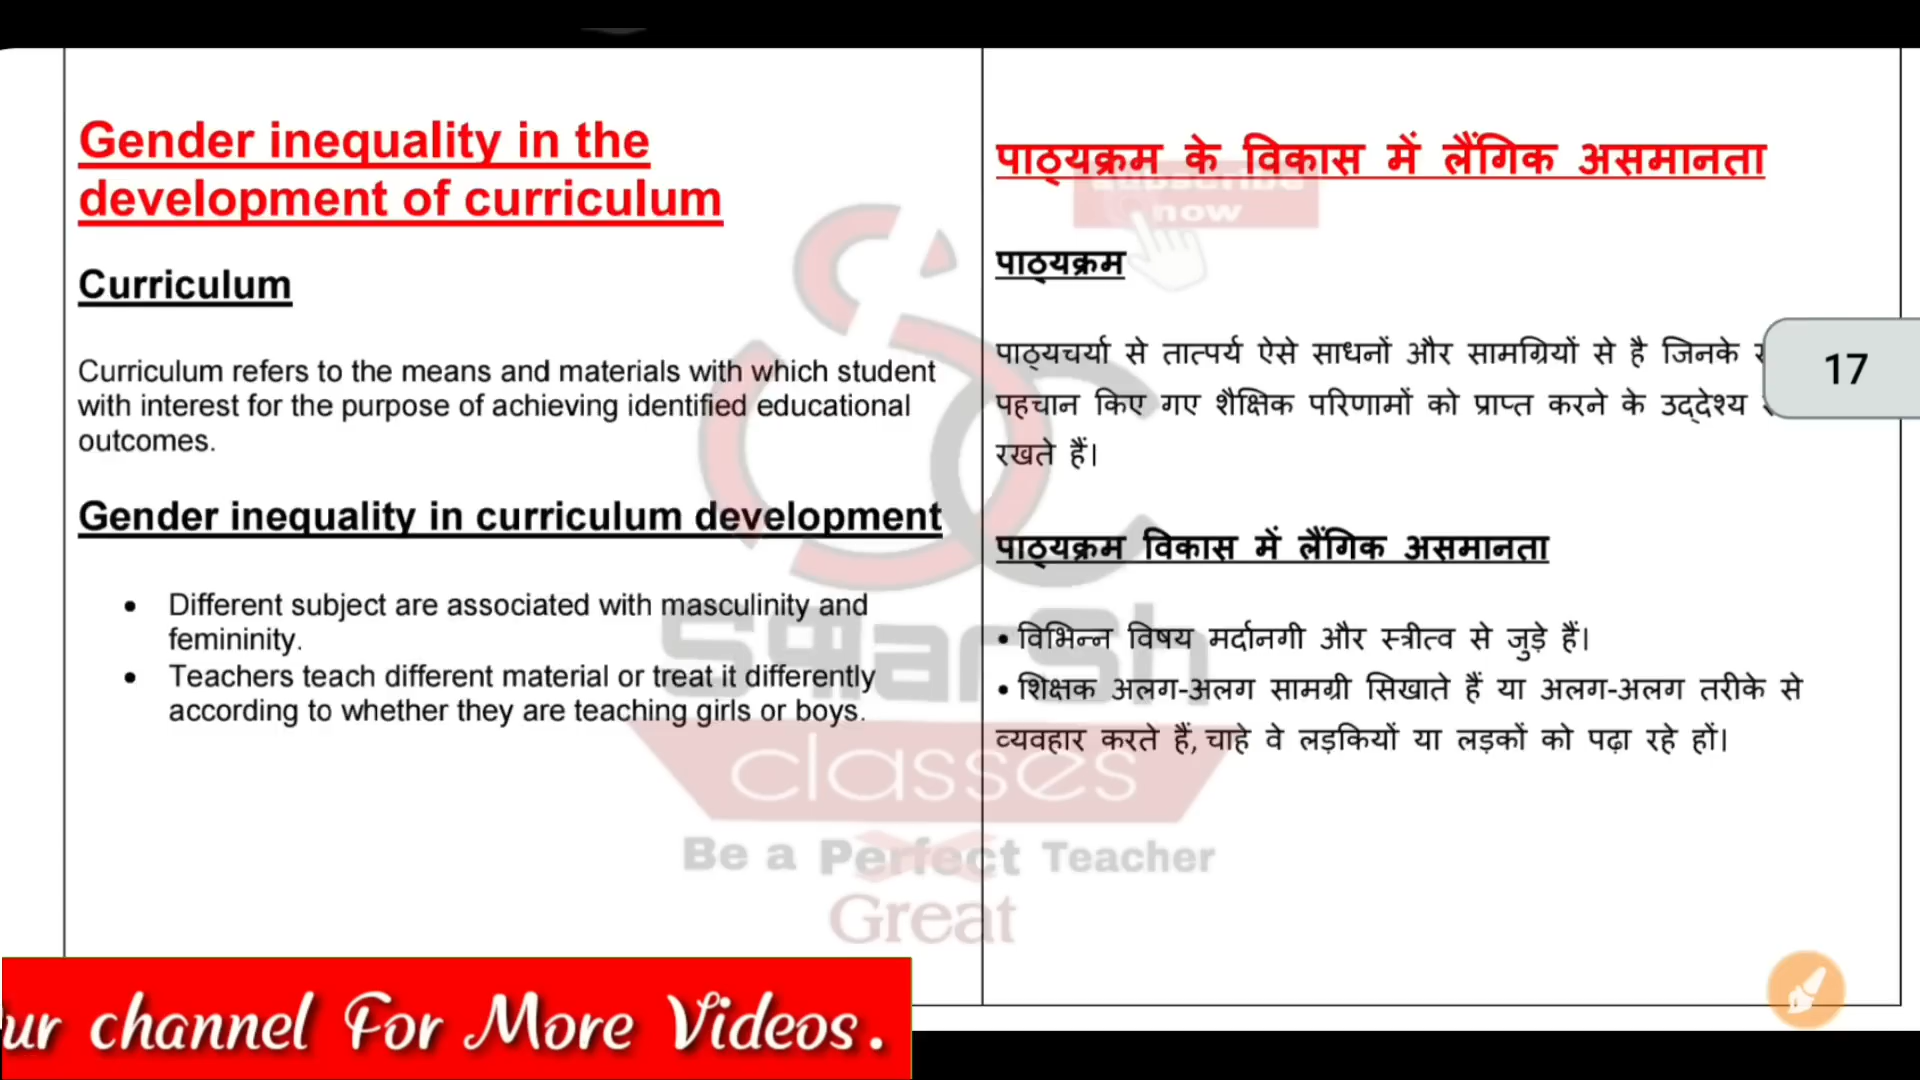 Gender inequality in the
development of curriculum
Curriculum
Curriculum refers to the means and materials with which student
with interest for the purpose of achieving identified educational
outcomes.
Gender inequality in curriculum development
• Different subject are associated with masculinity and
femininity.
• Teachers teach different material or treat it differently
according to whether they are teaching girls or boys.
पाठ्यक्रम के विकास में लैंगिक असमानता
पाठ्यक्रम
पाठ्यचर्या से तात्पर्य ऐसे साधनों और सामग्रियों से है जिनके
पहचान किए गए शैक्षिक परिणामों को प्राप्त करने के उद्देश्य
रखते हैं।
पाठ्यक्रम विकास में लैंगिक असमानता
• विभिन्न विषय मर्दानगी और स्त्रीत्व से जुड़े हैं।
• शिक्षक अलग-अलग सामग्री सिखाते हैं या अलग-अलग तरीके से
व्यवहार करते हैं, चाहे वे लड़कियों या लड़कों को पढ़ा रहे हों।
17
Subscribe
now
Sparsh
classes
Be a Perfect Teacher
Great
ur channel For More Videos.